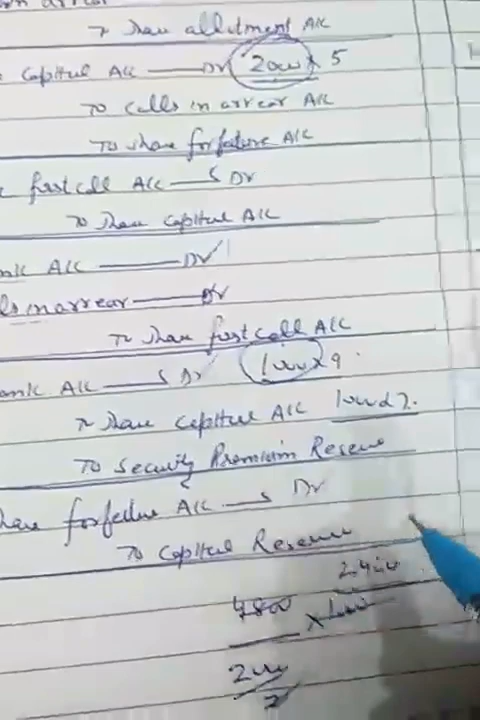 To share allotment A/C
Capital A/C —— Dr 2000 x 5
To calls in arrear A/C
To share forfeiture A/C
first call A/C —— Dr
To share capital A/C
A/C —— Dr
in arrear —— Dr
To share first call A/C
A/C —— Dr 1000 x 9
To share capital A/C 1000 x 7
To Security Premium Reserve
share forfeiture A/C —— Dr
To Capital Reserve
2400
4800 x 1000
2000
2